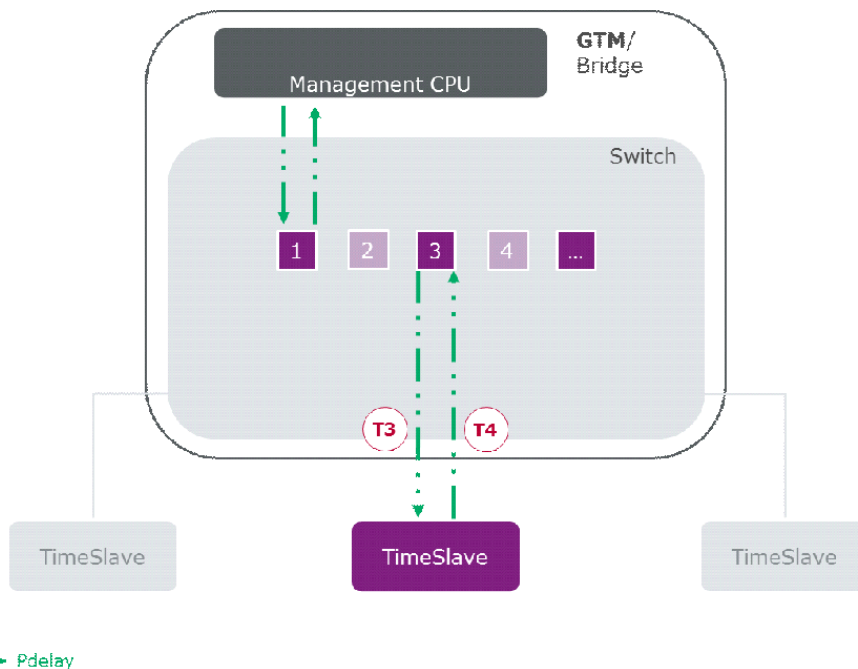 GTM/
Bridge
Management CPU
Switch
1
2
3
4
...
T3
T4
TimeSlave
TimeSlave
TimeSlave
Pdelay